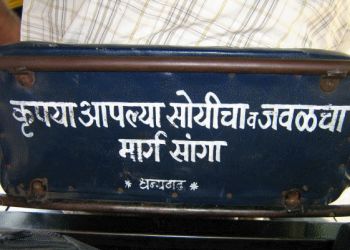 कृपया आपल्या सोयीचा व जवळचा
मार्ग सांगा
* धन्यवाद *